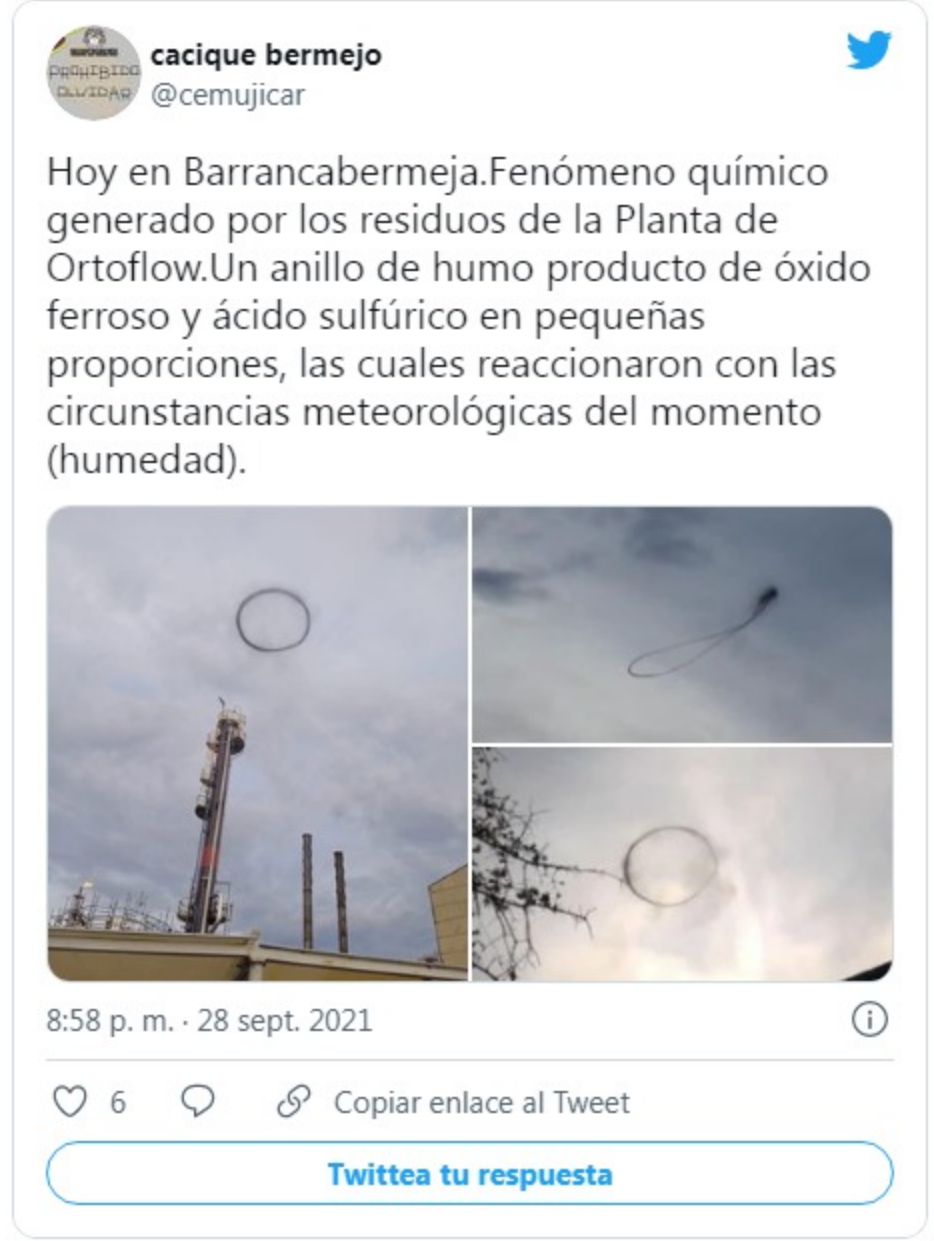 PROHIBIDO
OLVIDAR
cacique bermejo
@cemujicar
Hoy en Barrancabermeja.Fenómeno químico
generado por los residuos de la Planta de
Ortoflow.Un anillo de humo producto de óxido
ferroso y ácido sulfúrico en pequeñas
proporciones, las cuales reaccionaron con las
circunstancias meteorológicas del momento
(humedad).
8:58 p. m. · 28 sept. 2021
6
Copiar enlace al Tweet
Twittea tu respuesta